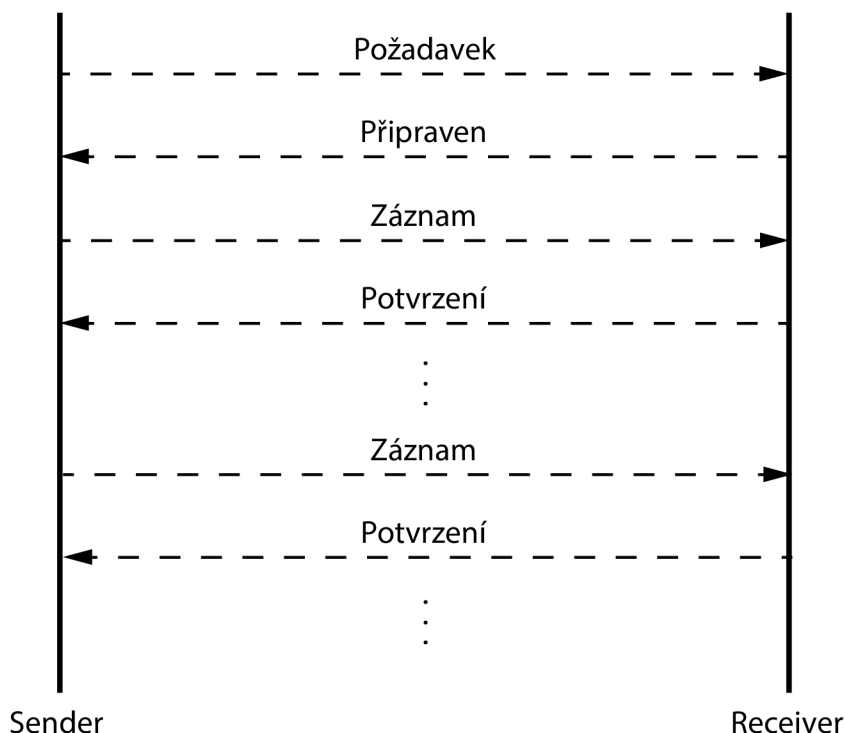 Požadavek
Připraven
Záznam
Potvrzení
Záznam
Potvrzení
Sender
Receiver